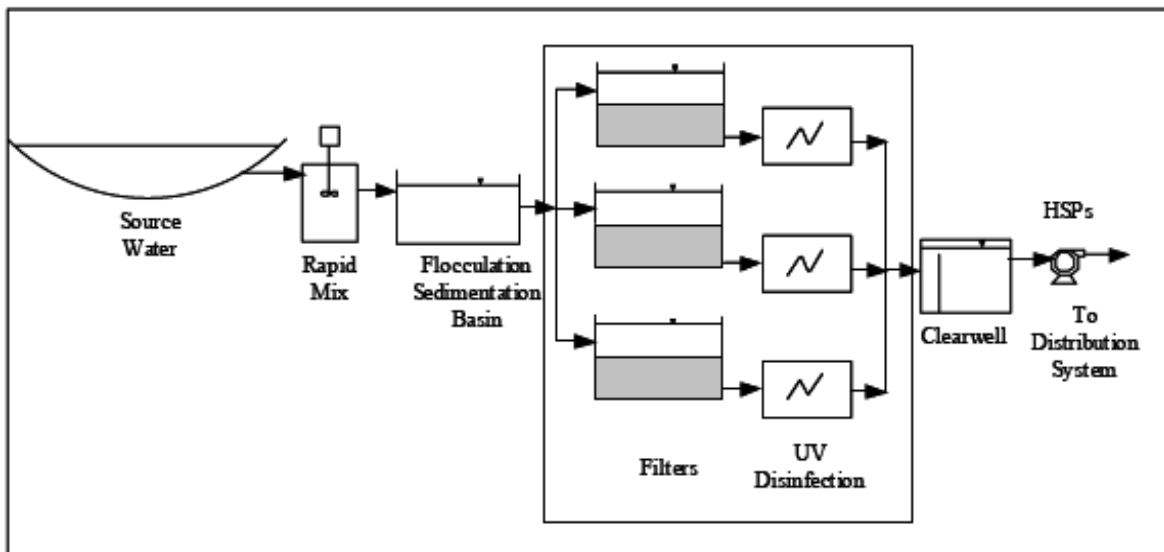 Source
Water
Rapid
Mix
Flocculation
Sedimentation
Basin
Filters
UV
Disinfection
Clearwell
HSPs
To
Distribution
System